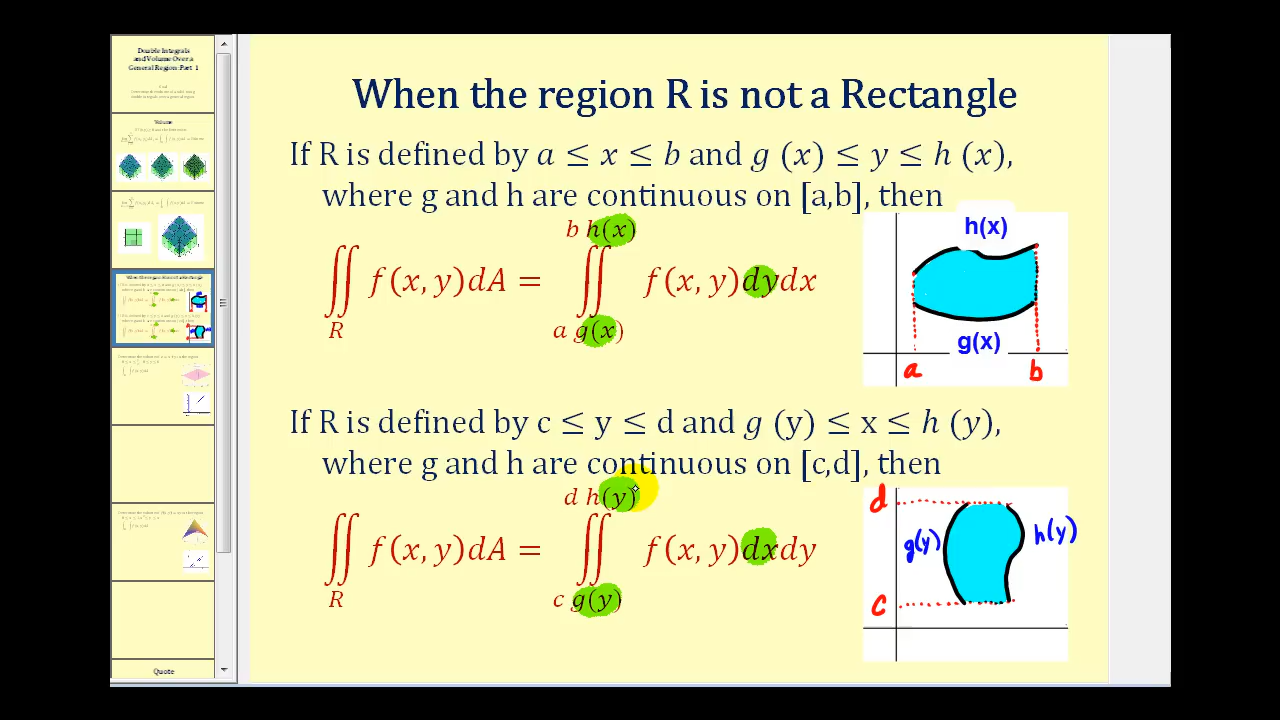 Double Integrals
and Volume Over a
General Region: Part 1
Volume
When the region R is not a Rectangle
If R is defined by a ≤ x ≤ b and g (x) ≤ y ≤ h (x),
where g and h are continuous on [a,b], then
b h(x)
∬ f(x, y)dA = ∬ f(x, y)dydx
R a g(x)
h(x)
g(x)
a b
If R is defined by c ≤ y ≤ d and g (y) ≤ x ≤ h (y),
where g and h are continuous on [c,d], then
d h(y)
∬ f(x, y)dA = ∬ f(x, y)dxdy
R c g(y)
d
g(y) h(y)
c
Quote